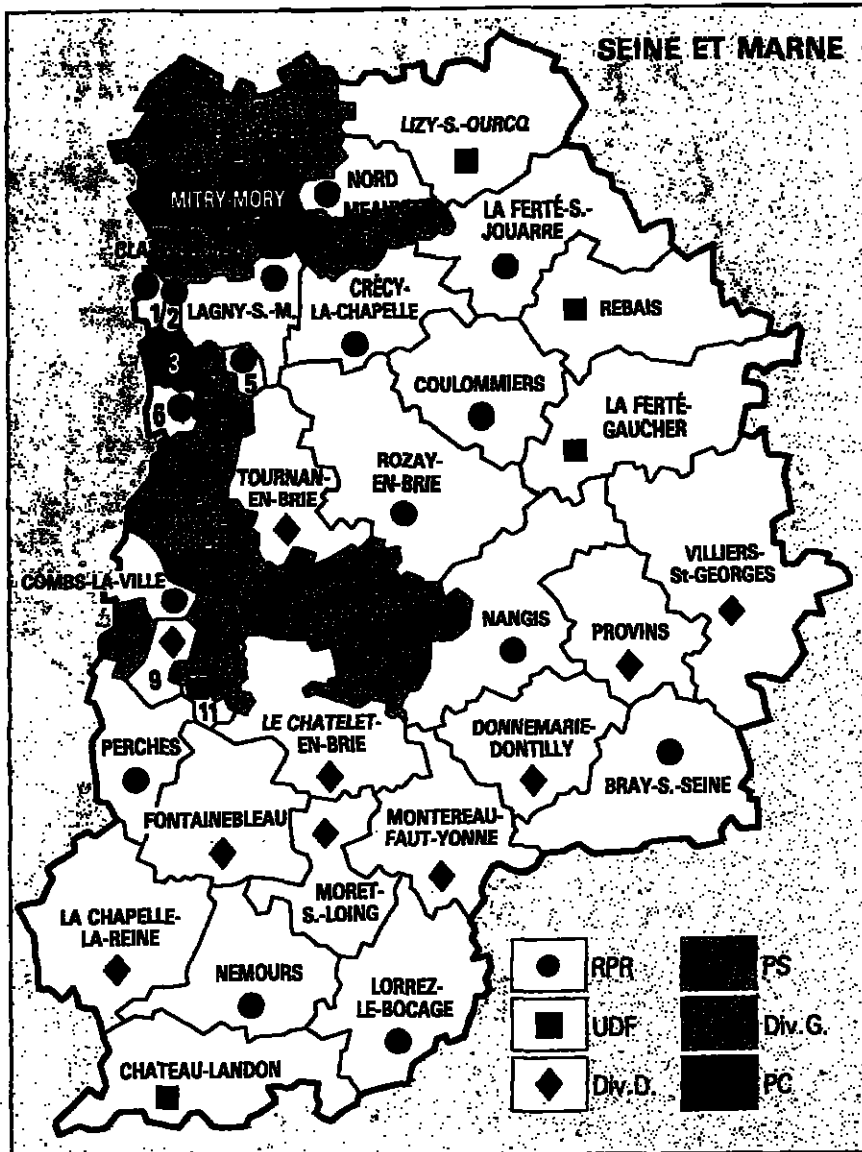 SEINE ET MARNE
LIZY-S.-OURCQ
NORD
MITRY-MORY
LA FERTÉ-S.-
JOUARRE
CRÉCY-
LA-CHAPELLE
LAGNY-S.-M.
REBAIS
1
2
3
5
6
COULOMMIERS
LA FERTÉ-
GAUCHER
TOURNAN-
EN-BRIE
ROZAY-
EN-BRIE
VILLIERS-
St-GEORGES
COMBS-LA-VILLE
NANGIS
PROVINS
9
11
LE CHATELET-
EN-BRIE
DONNEMARIE-
DONTILLY
PERCHES
BRAY-S.-SEINE
FONTAINEBLEAU
MONTEREAU-
FAUT-YONNE
MORET-
S.-LOING
LA CHAPELLE-
LA-REINE
NEMOURS
LORREZ-
LE-BOCAGE
CHATEAU-LANDON
RPR
PS
UDF
Div.G.
Div.D.
PC